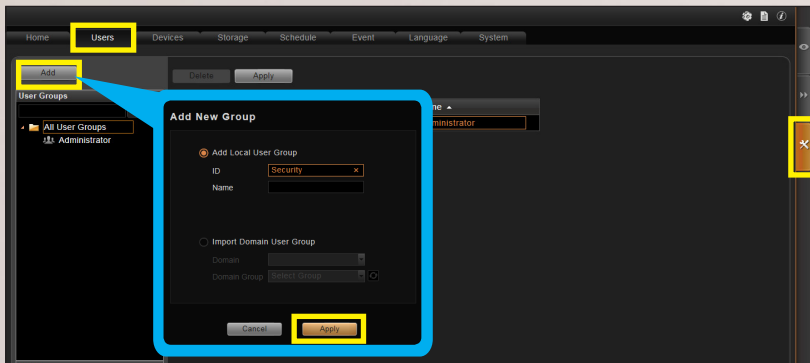 Home Users Devices Storage Schedule Event Language System
Add
Delete Apply
User Groups
All User Groups
Administrator
Add New Group
Add Local User Group
ID Security ×
Name
Import Domain User Group
Domain
Domain Group Select Group
Cancel Apply